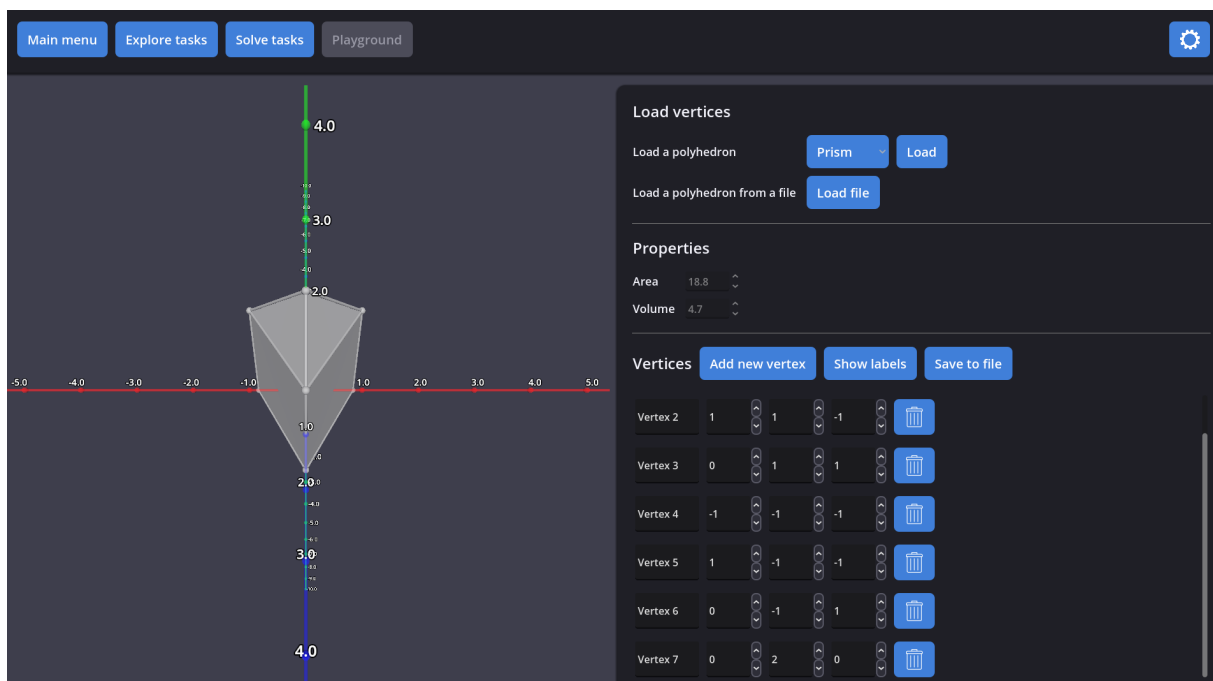 Main menu Explore tasks Solve tasks Playground
Load vertices
Load a polyhedron Prism Load
Load a polyhedron from a file Load file
Properties
Area 18.8
Volume 4.7
Vertices Add new vertex Show labels Save to file
Vertex 2 1 1 -1
Vertex 3 0 1 1
Vertex 4 -1 -1 -1
Vertex 5 1 -1 -1
Vertex 6 0 -1 1
Vertex 7 0 2 0
4.0
3.0
2.0
-5.0 -4.0 -3.0 -2.0 -1.0 1.0 2.0 3.0 4.0 5.0
1.0
2.0
3.0
4.0